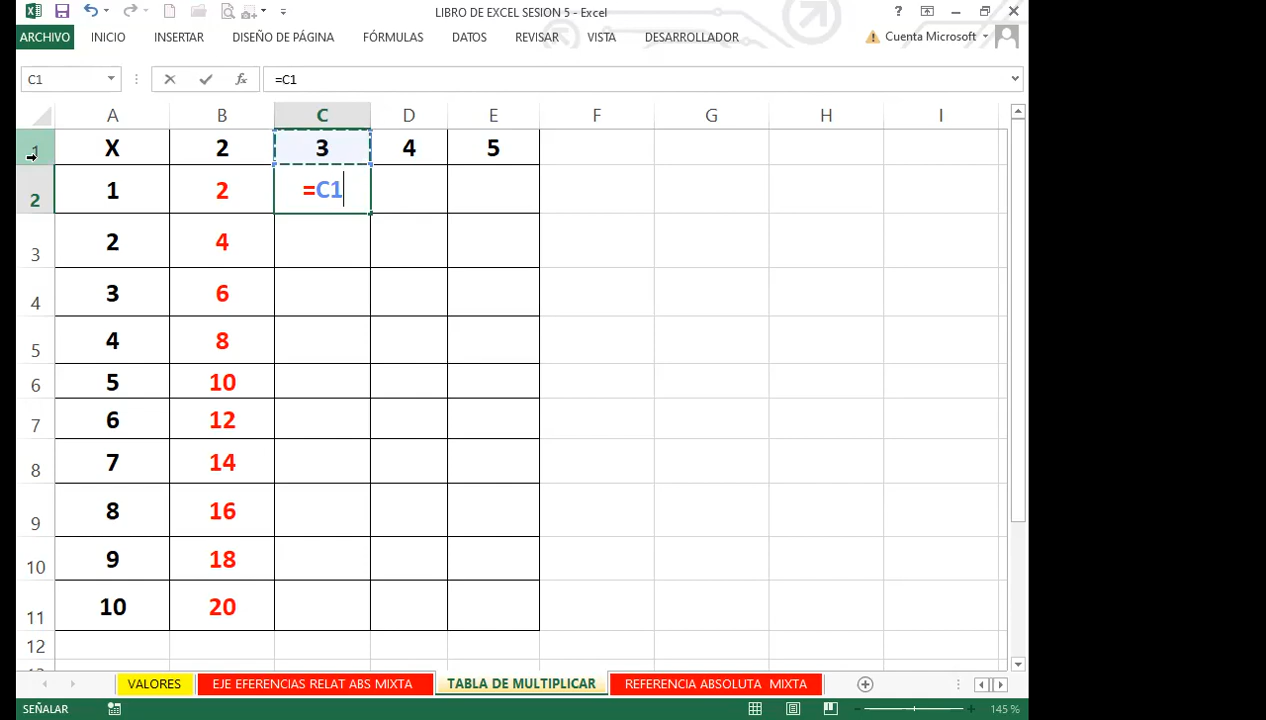 LIBRO DE EXCEL SESION 5 - Excel
?
ARCHIVO INICIO INSERTAR DISEÑO DE PÁGINA FÓRMULAS DATOS REVISAR VISTA DESARROLLADOR Cuenta Microsoft
C1 fx =C1
A B C D E F G H I
1 X 2 3 4 5
2 1 2 =C1
3 2 4
4 3 6
5 4 8
6 5 10
7 6 12
8 7 14
9 8 16
10 9 18
11 10 20
12
VALORES EJE EFERENCIAS RELAT ABS MIXTA TABLA DE MULTIPLICAR REFERENCIA ABSOLUTA MIXTA
SEÑALAR 145 %